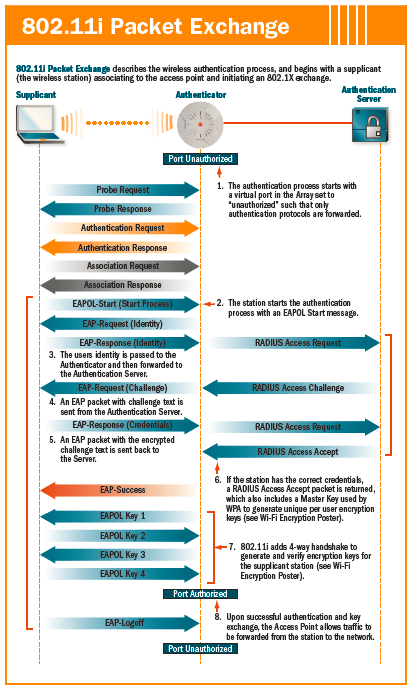 802.11i Packet Exchange
802.11i Packet Exchange describes the wireless authentication process, and begins with a supplicant
(the wireless station) associating to the access point and initiating an 802.1X exchange.
Supplicant
Authenticator
Authentication
Server
Port Unauthorized
1. The authentication process starts with
a virtual port in the Array set to
"unauthorized" such that only
authentication protocols are forwarded.
Probe Request
Probe Response
Authentication Request
Authentication Response
Association Request
Association Response
EAPOL-Start (Start Process)
2. The station starts the authentication
process with an EAPOL Start message.
EAP-Request (Identity)
EAP-Response (Identity)
RADIUS Access Request
3. The users identity is passed to the
Authenticator and then forwarded to
the Authentication Server.
EAP-Request (Challenge)
RADIUS Access Challenge
4. An EAP packet with challenge text is
sent from the Authentication Server.
EAP-Response (Credentials)
RADIUS Access Request
5. An EAP packet with the encrypted
challenge text is sent back to
the Server.
RADIUS Access Accept
6. If the station has the correct credentials,
a RADIUS Access Accept packet is returned,
which also includes a Master Key used by
WPA to generate unique per user encryption
keys (see Wi-Fi Encryption Poster).
EAP-Success
EAPOL Key 1
EAPOL Key 2
EAPOL Key 3
EAPOL Key 4
7. 802.11i adds 4-way handshake to
generate and verify encryption keys for
the supplicant station (see Wi-Fi
Encryption Poster).
Port Authorized
8. Upon successful authentication and key
exchange, the Access Point allows traffic to
be forwarded from the station to the network.
EAP-Logoff
Port Unauthorized